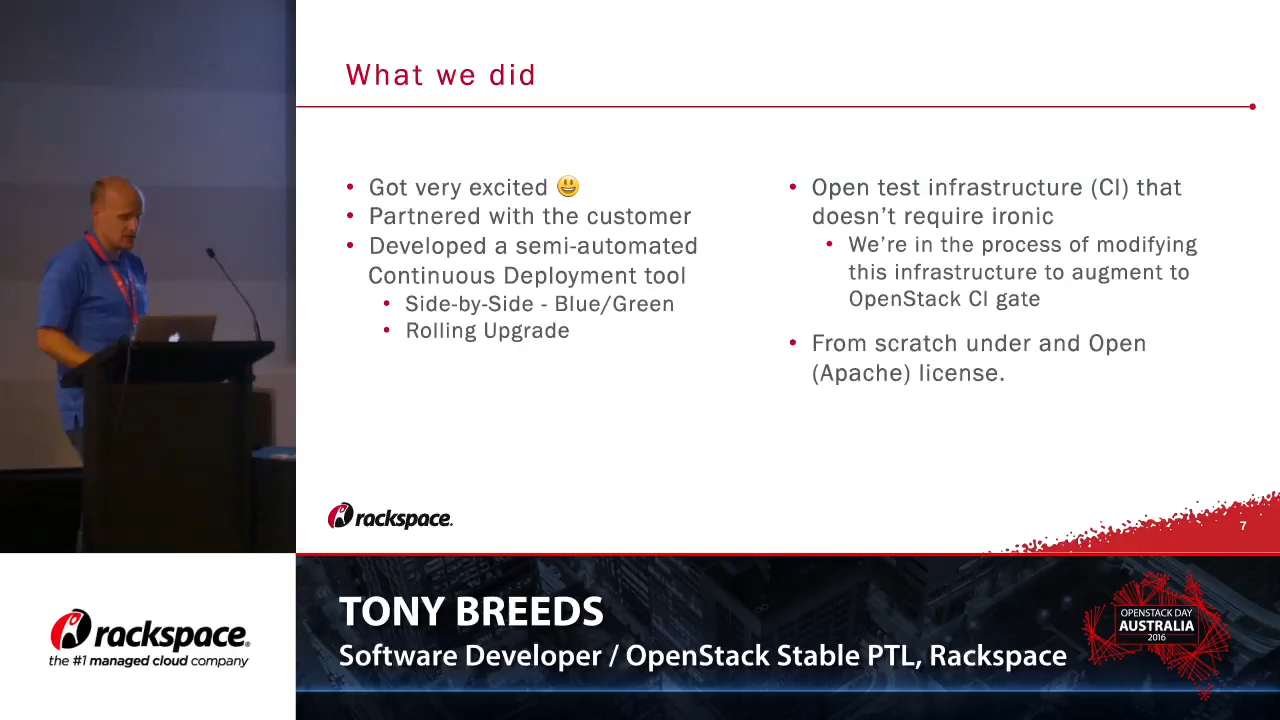 What we did
• Got very excited 😃
• Partnered with the customer
• Developed a semi-automated
Continuous Deployment tool
• Side-by-Side - Blue/Green
• Rolling Upgrade
• Open test infrastructure (CI) that
doesn’t require ironic
• We’re in the process of modifying
this infrastructure to augment to
OpenStack CI gate
• From scratch under and Open
(Apache) license.
rackspace.
7
rackspace®
the #1 managed cloud company
TONY BREEDS
Software Developer / OpenStack Stable PTL, Rackspace
OPENSTACK DAY
AUSTRALIA
2016